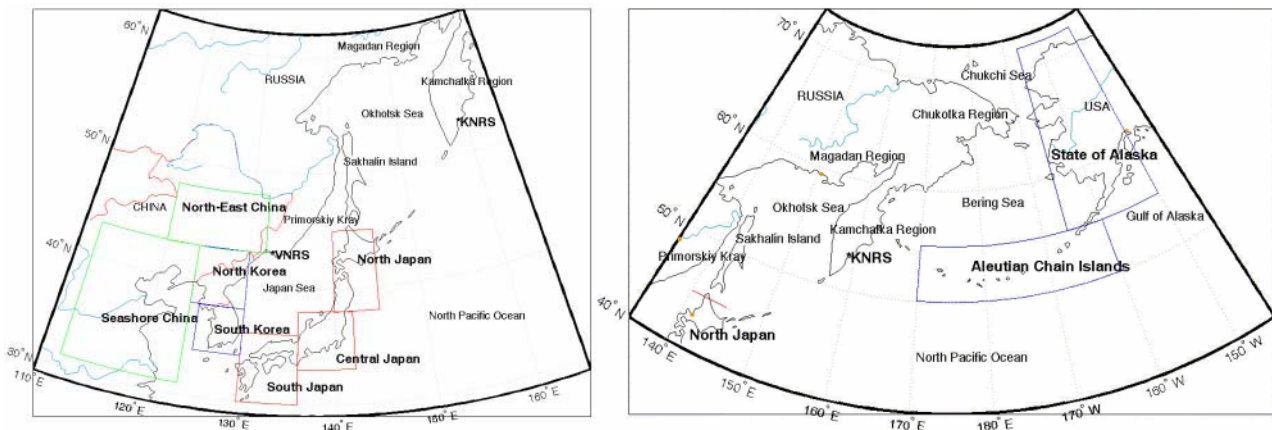 60°N
Magadan Region
RUSSIA
Kamchatka Region
Okhotsk Sea
*KNRS
50°N
Sakhalin Island
CHINA
North-East China
Primorskiy Kray
40°N
*VNRS
North Korea
North Japan
Japan Sea
Seashore China
South Korea
North Pacific Ocean
30°N
Central Japan
South Japan
110°E
120°E
130°E
140°E
150°E
160°E
70°N
Chukchi Sea
RUSSIA
USA
60°N
Chukotka Region
Magadan Region
State of Alaska
Okhotsk Sea
Bering Sea
50°N
Gulf of Alaska
Kamchatka Region
Sakhalin Island
Primorskiy Kray
*KNRS
Aleutian Chain Islands
40°N
North Japan
North Pacific Ocean
140°E
150°E
160°E
170°E
180°E
170°W
150°W